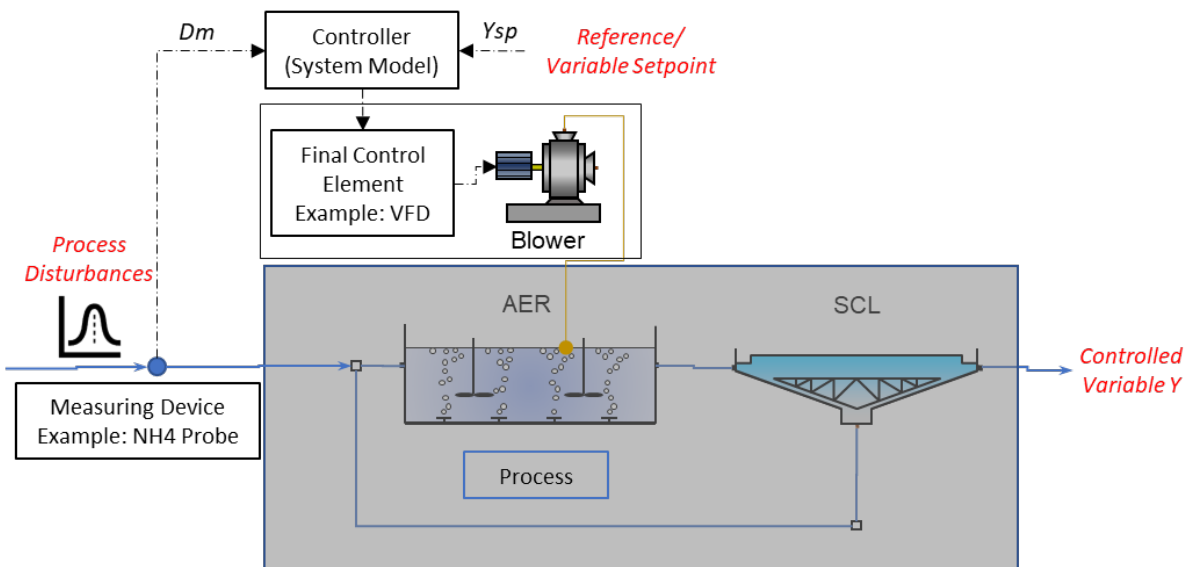 Dm
Controller
(System Model)
Ysp
Reference/
Variable Setpoint
Final Control
Element
Example: VFD
Blower
Process
Disturbances
AER
SCL
Controlled
Variable Y
Measuring Device
Example: NH4 Probe
Process